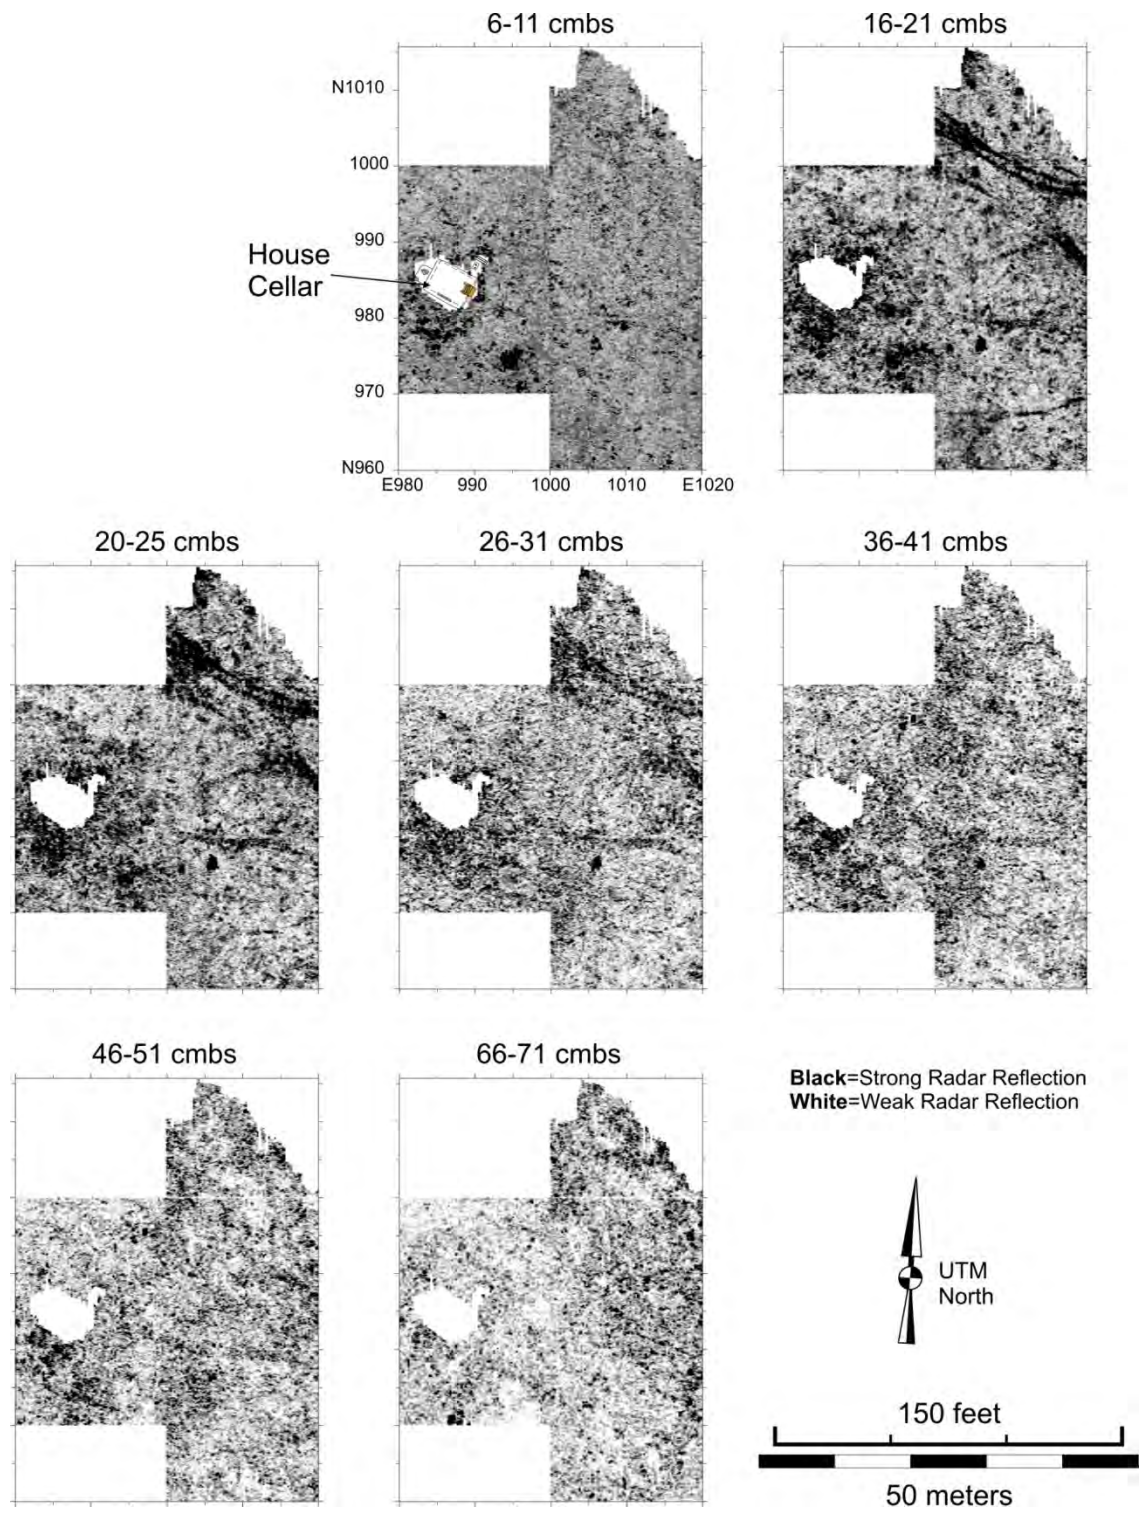 6-11 cmbs
16-21 cmbs
N1010
1000
990
House
Cellar
980
970
N960
E980 990 1000 1010 E1020
20-25 cmbs
26-31 cmbs
36-41 cmbs
46-51 cmbs
66-71 cmbs
Black=Strong Radar Reflection
White=Weak Radar Reflection
UTM
North
150 feet
50 meters